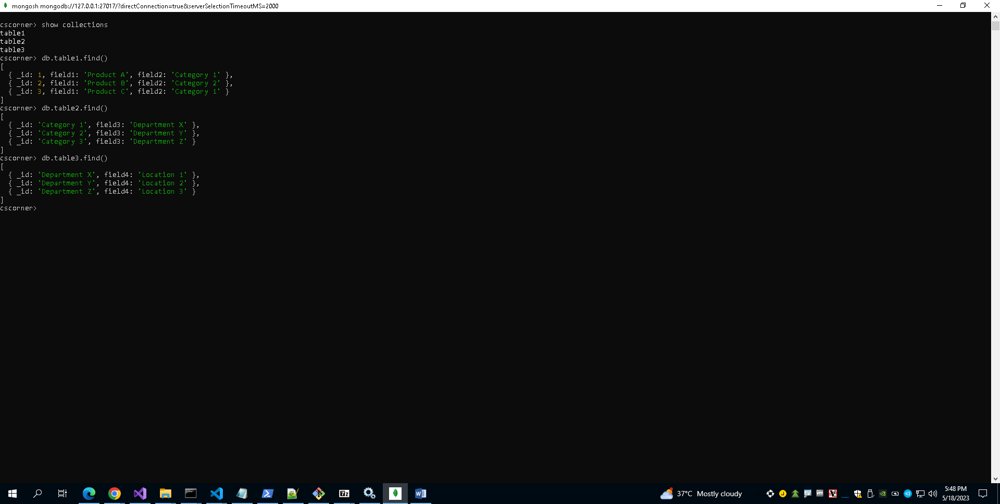 mongosh mongodb://127.0.0.1:27017/?directConnection=true&serverSelectionTimeoutMS=2000
cscorner> show collections
table1
table2
table3
cscorner> db.table1.find()
[
  { _id: 1, field1: 'Product A', field2: 'Category 1' },
  { _id: 2, field1: 'Product B', field2: 'Category 2' },
  { _id: 3, field1: 'Product C', field2: 'Category 1' }
]
cscorner> db.table2.find()
[
  { _id: 'Category 1', field3: 'Department X' },
  { _id: 'Category 2', field3: 'Department Y' },
  { _id: 'Category 3', field3: 'Department Z' }
]
cscorner> db.table3.find()
[
  { _id: 'Department X', field4: 'Location 1' },
  { _id: 'Department Y', field4: 'Location 2' },
  { _id: 'Department Z', field4: 'Location 3' }
]
cscorner>
7z
37°C Mostly cloudy
J
vm
5:48 PM
5/18/2023